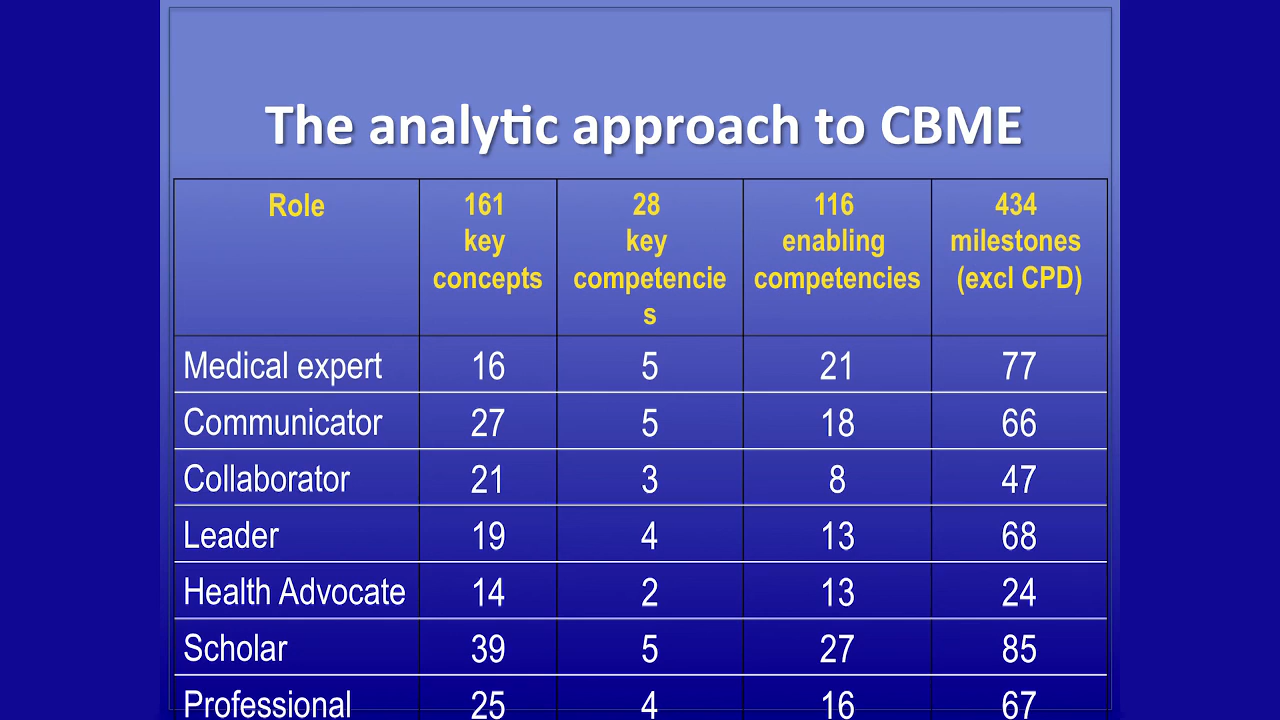 The analytic approach to CBME
Role 161 key concepts 28 key competencie s 116 enabling competencies 434 milestones (excl CPD)
Medical expert 16 5 21 77
Communicator 27 5 18 66
Collaborator 21 3 8 47
Leader 19 4 13 68
Health Advocate 14 2 13 24
Scholar 39 5 27 85
Professional 25 4 16 67